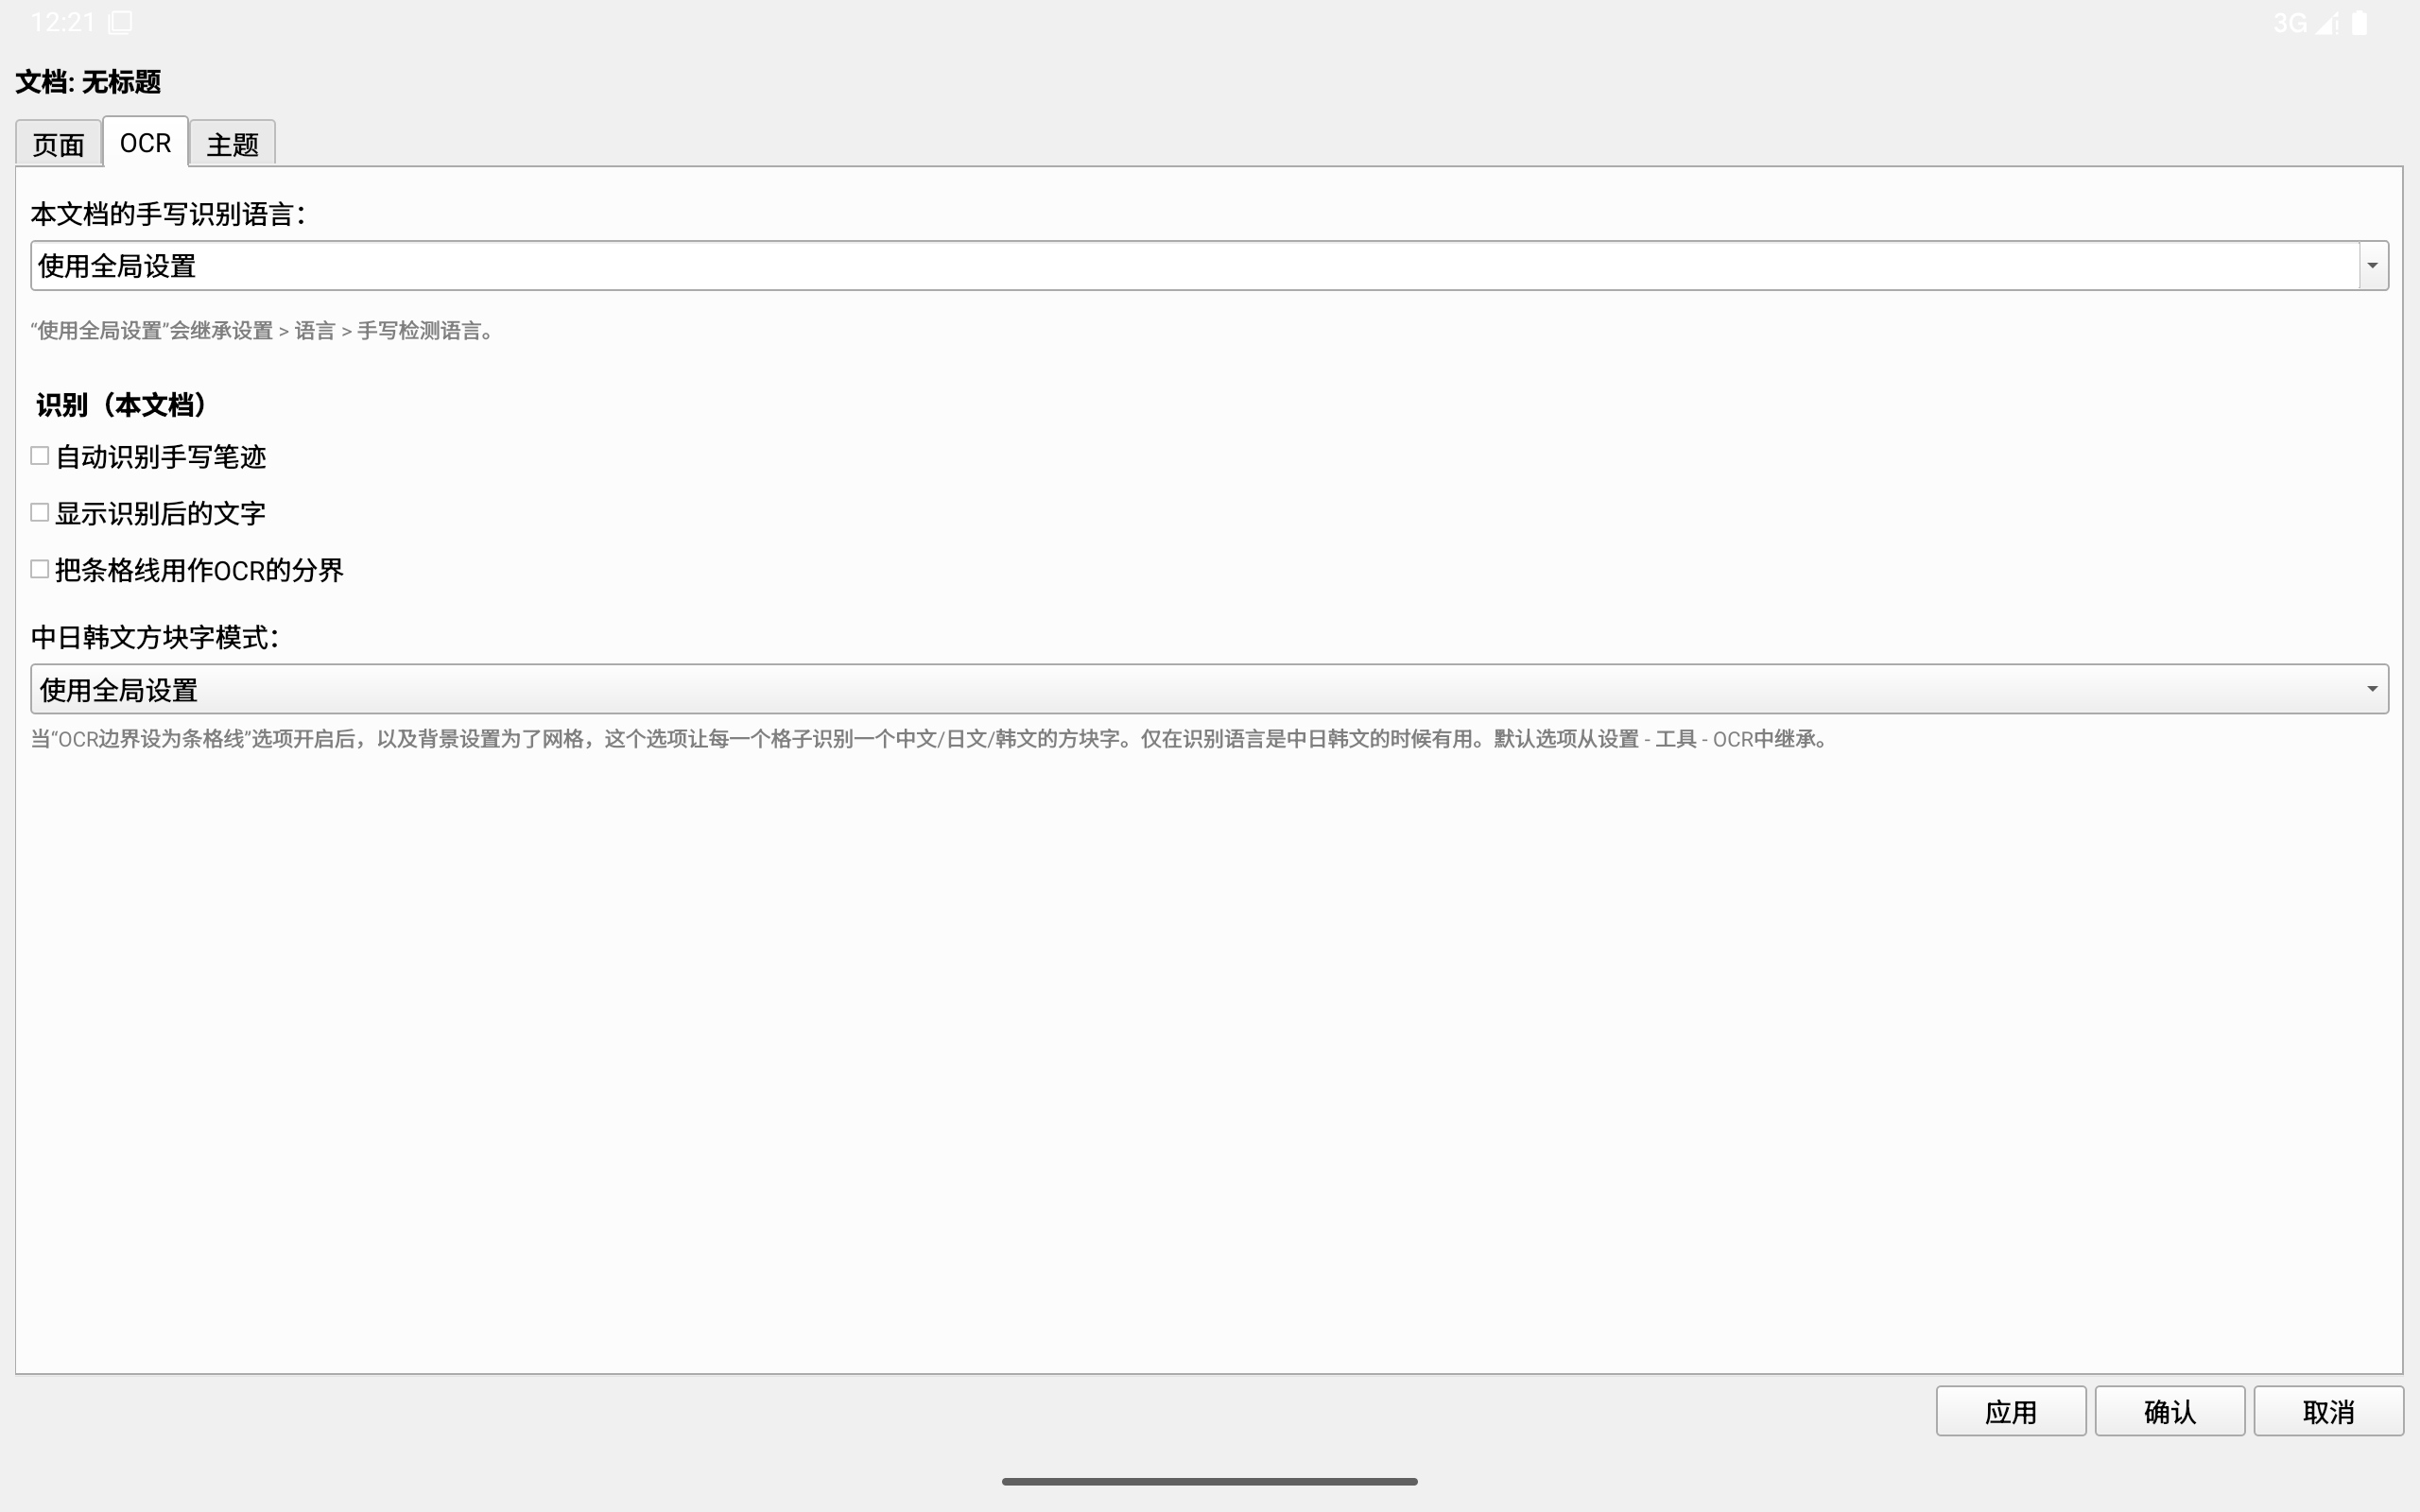 12:21 3G
文档: 无标题
页面 OCR 主题
本文档的手写识别语言：
使用全局设置
“使用全局设置”会继承设置 > 语言 > 手写检测语言。
识别（本文档）
自动识别手写笔迹
显示识别后的文字
把条格线用作OCR的分界
中日韩文方块字模式：
使用全局设置
当“OCR边界设为条格线”选项开启后，以及背景设置为了网格，这个选项让每一个格子识别一个中文/日文/韩文的方块字。仅在识别语言是中日韩文的时候有用。默认选项从设置 - 工具 - OCR中继承。
应用 确认 取消